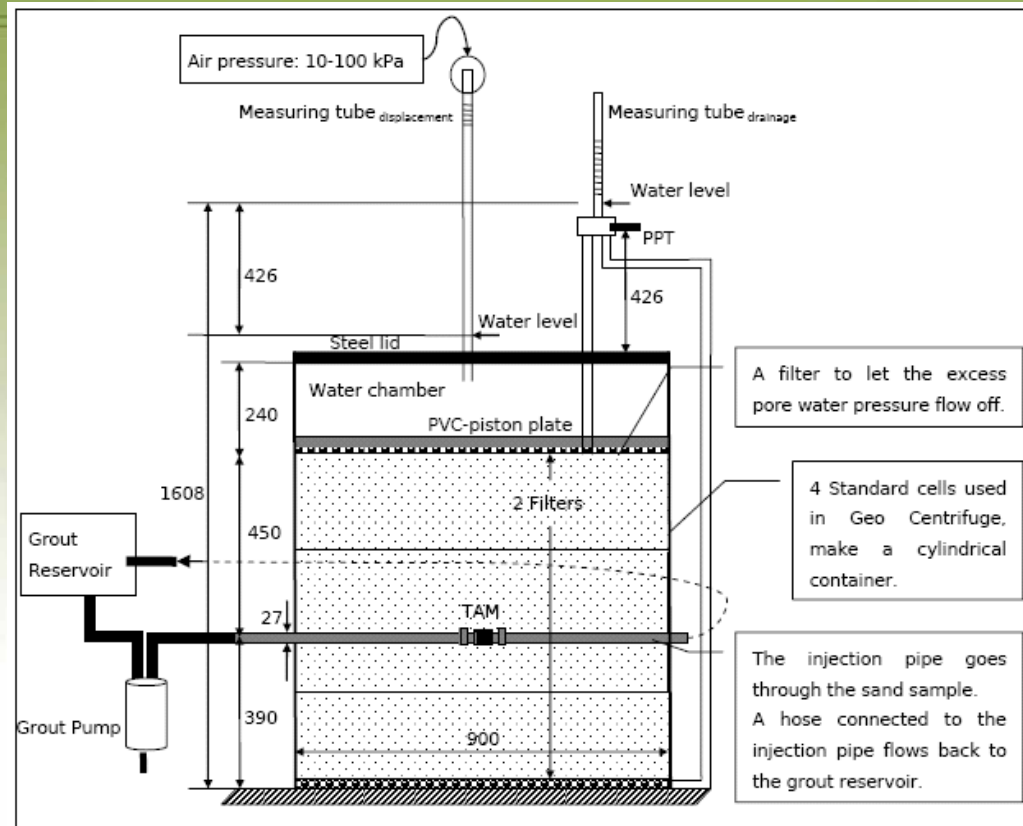 Air pressure: 10-100 kPa
Measuring tube displacement
Measuring tube drainage
Water level
PPT
426
426
Water level
Steel lid
Water chamber
240
PVC-piston plate
A filter to let the excess
pore water pressure flow off.
1608
2 Filters
450
4 Standard cells used
in Geo Centrifuge,
make a cylindrical
container.
Grout
Reservoir
27
TAM
The injection pipe goes
through the sand sample.
A hose connected to the
injection pipe flows back to
the grout reservoir.
Grout Pump
390
900